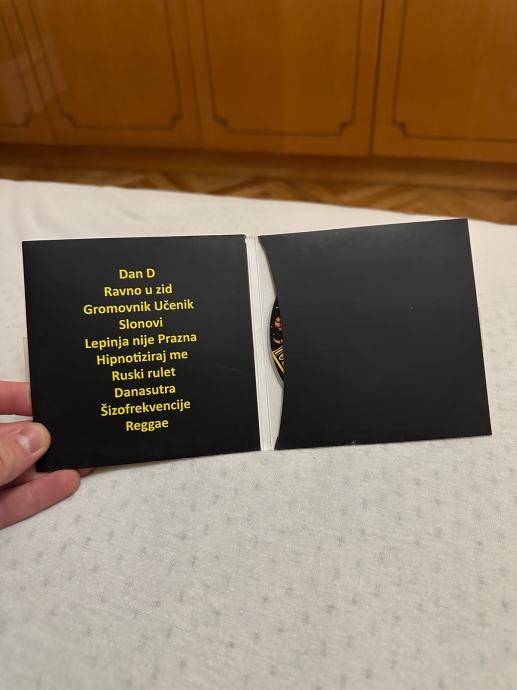 Dan D
Ravno u zid
Gromovnik Učenik
Slonovi
Lepinja nije Prazna
Hipnotiziraj me
Ruski rulet
Danasutra
Šizofrekvencije
Reggae